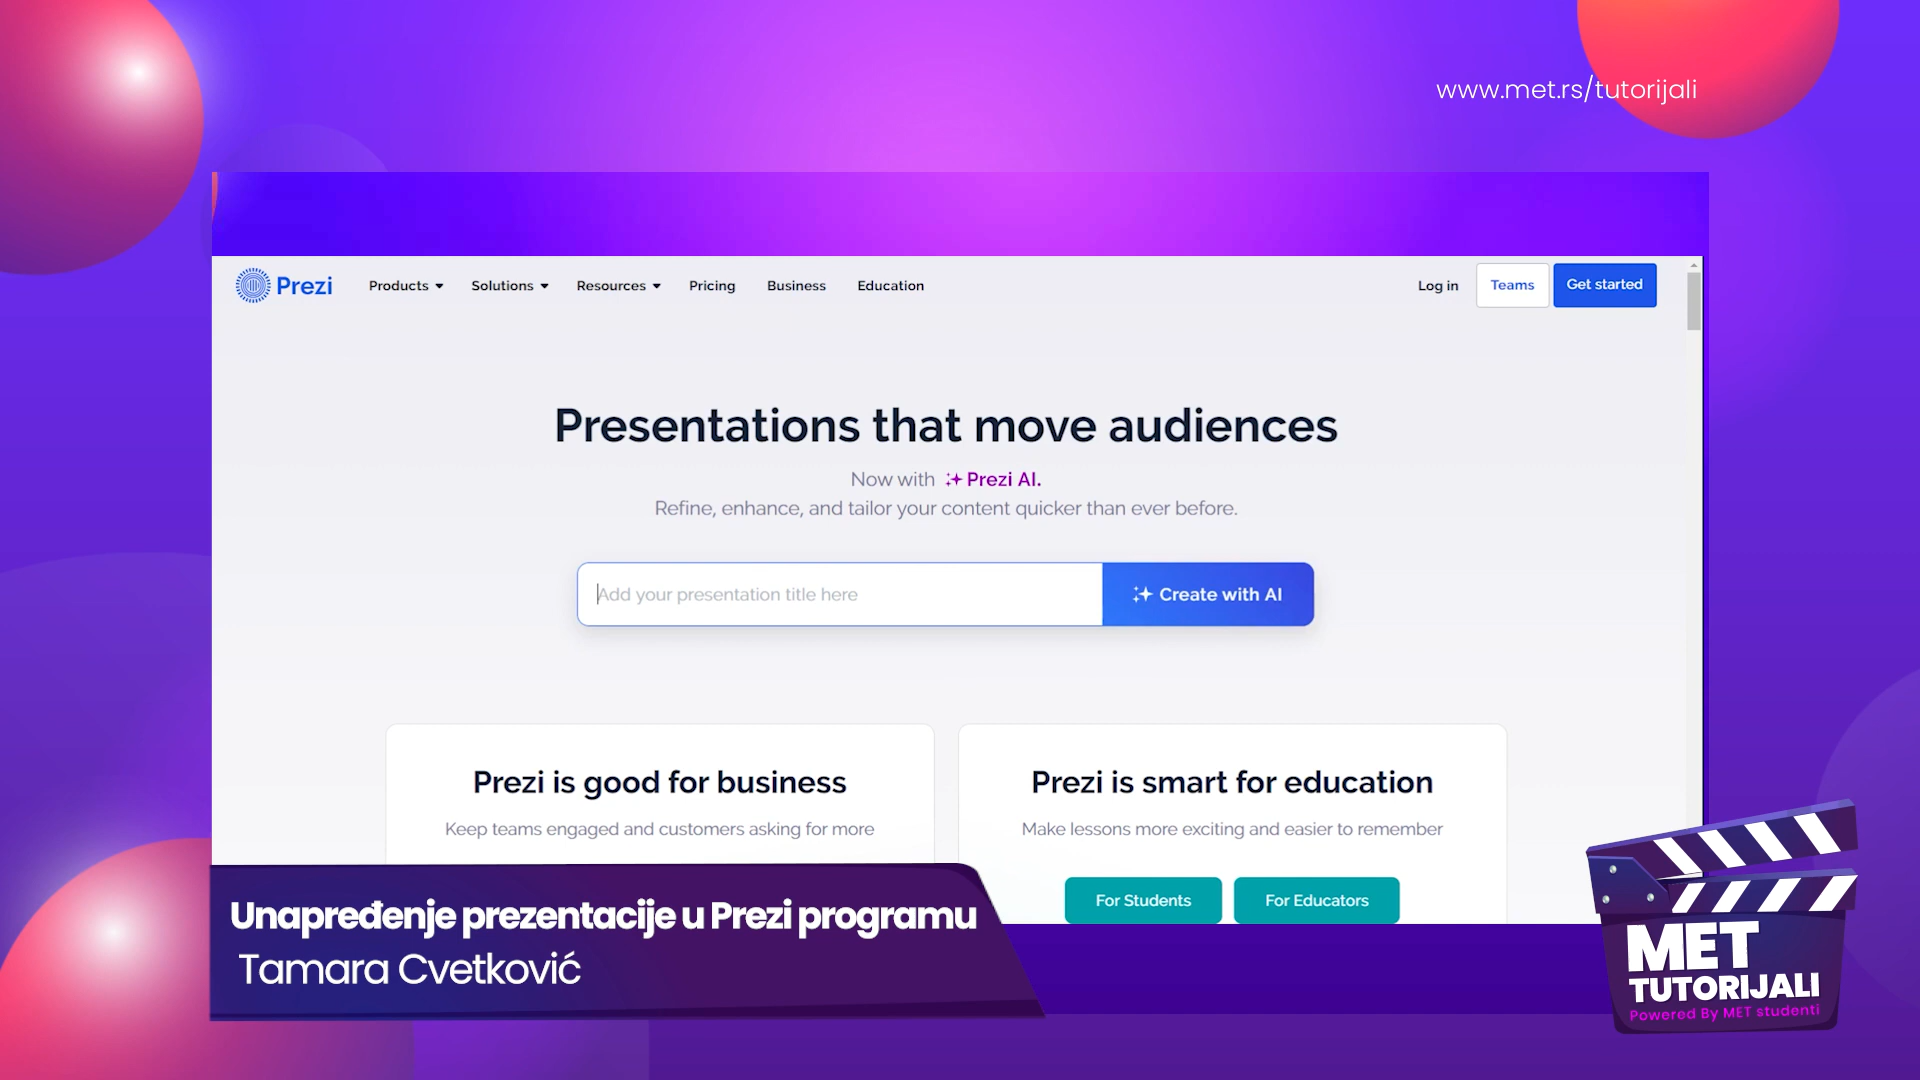 www.met.rs/tutorijali
Prezi Products Solutions Resources Pricing Business Education Log in Teams Get started
Presentations that move audiences
Now with Prezi AI.
Refine, enhance, and tailor your content quicker than ever before.
Add your presentation title here Create with AI
Prezi is good for business
Keep teams engaged and customers asking for more
Prezi is smart for education
Make lessons more exciting and easier to remember
For Students For Educators
Unapređenje prezentacije u Prezi programu
Tamara Cvetković
MET
TUTORIJALI
Powered By MET studenti